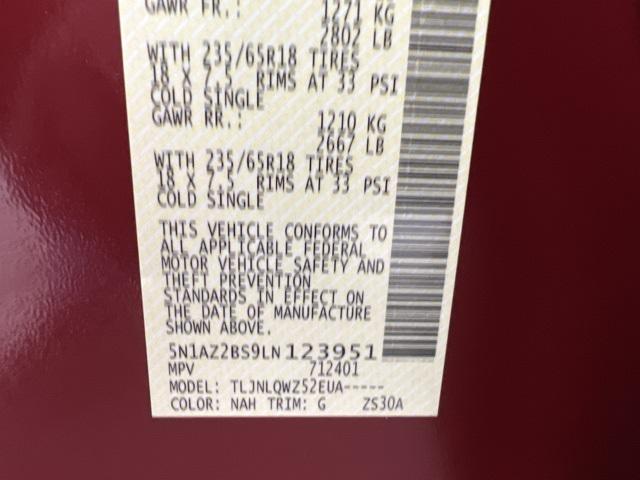 GAWR FR.: 1271 KG
2802 LB
WITH 235/65R18 TIRES
18 X 7.5 RIMS AT 33 PSI
COLD SINGLE
GAWR RR.: 1210 KG
2667 LB
WITH 235/65R18 TIRES
18 X 7.5 RIMS AT 33 PSI
COLD SINGLE
THIS VEHICLE CONFORMS TO
ALL APPLICABLE FEDERAL
MOTOR VEHICLE SAFETY AND
THEFT PREVENTION
STANDARDS IN EFFECT ON
THE DATE OF MANUFACTURE
SHOWN ABOVE.
5N1AZ2BS9LN123951
MPV 712401
MODEL: TLJNLQWZ52EUA-----
COLOR: NAH TRIM: G ZS30A